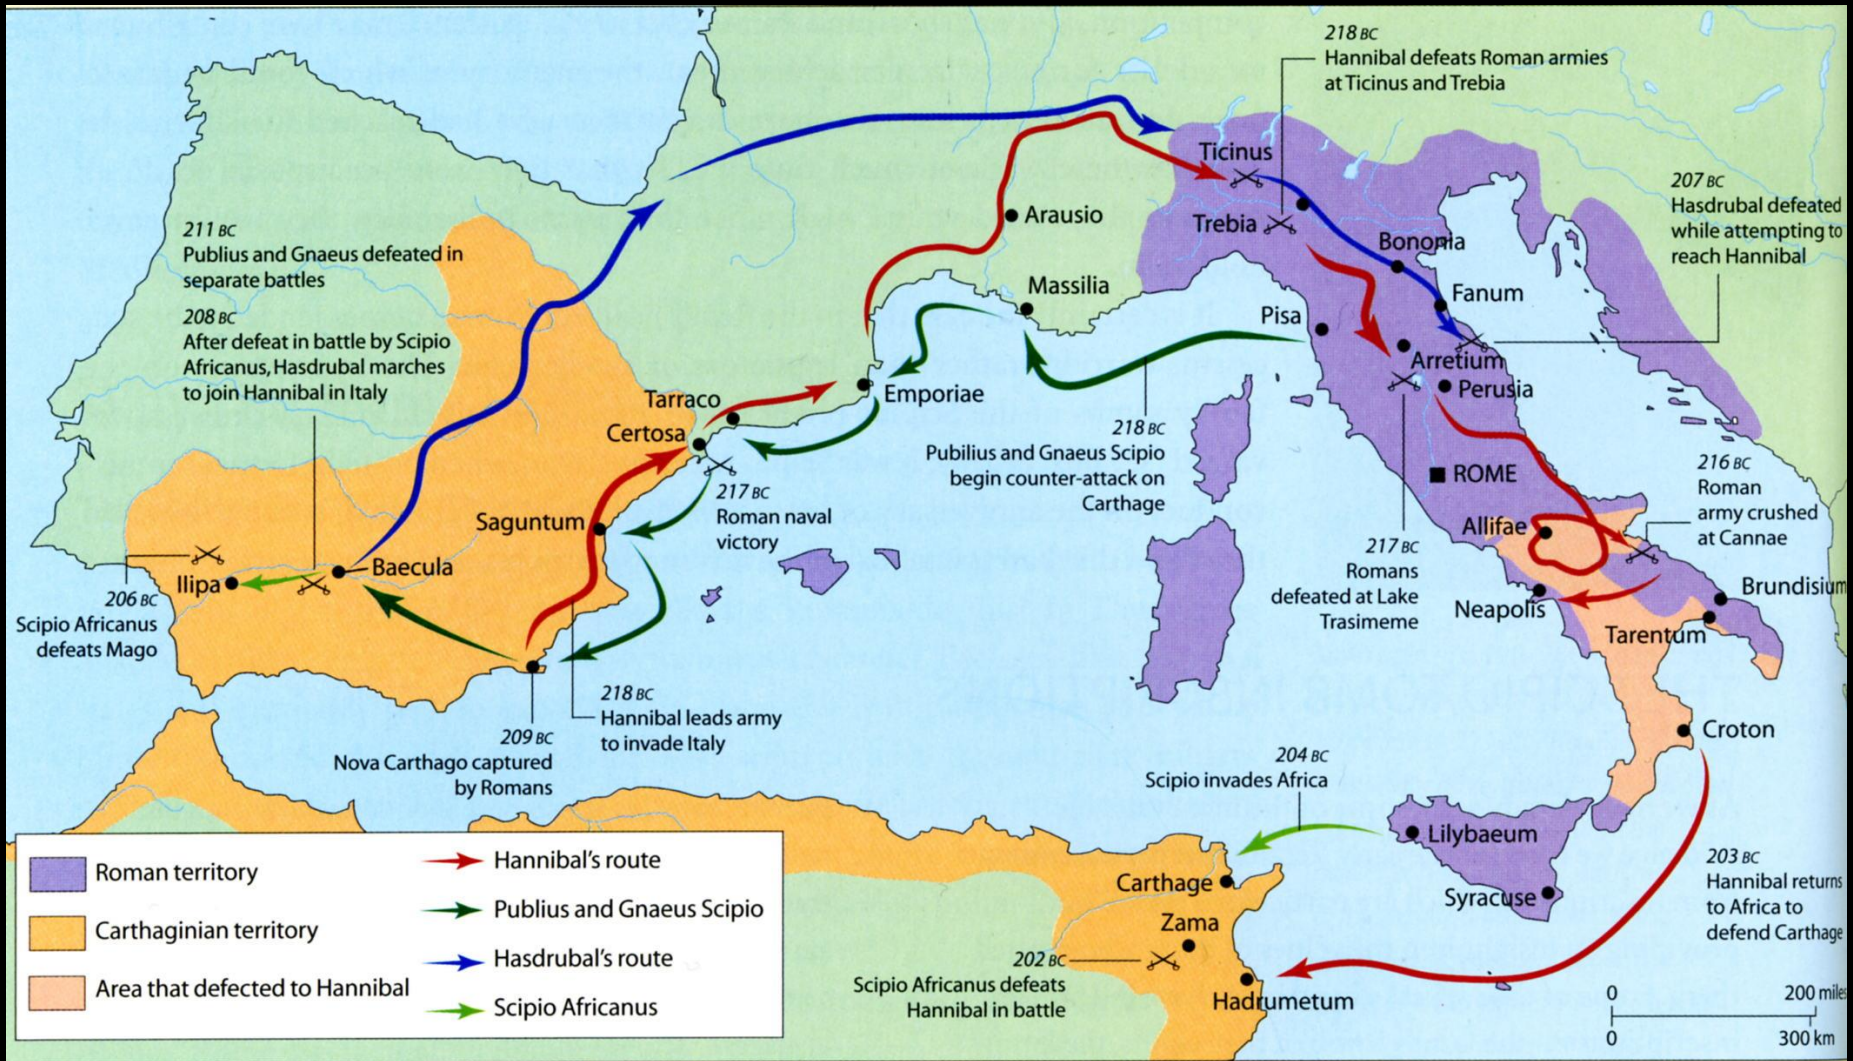 218 BC
Hannibal defeats Roman armies
at Ticinus and Trebia
Ticinus
Trebia
207 BC
Hasdrubal defeated
while attempting to
reach Hannibal
211 BC
Publius and Gnaeus defeated in
separate battles
208 BC
After defeat in battle by Scipio
Africanus, Hasdrubal marches
to join Hannibal in Italy
Arausio
Massilia
Bononia
Fanum
Pisa
Arretium
Perusia
Tarraco
Certosa
Emporiae
218 BC
Pubilius and Gnaeus Scipio
begin counter-attack on
Carthage
ROME
216 BC
Roman
army crushed
at Cannae
217 BC
Roman naval
victory
Saguntum
Allifae
217 BC
Romans
defeated at Lake
Trasimeme
Baecula
Ilipa
206 BC
Scipio Africanus
defeats Mago
Neapolis
Brundisium
Tarentum
218 BC
Hannibal leads army
to invade Italy
209 BC
Nova Carthago captured
by Romans
Croton
204 BC
Scipio invades Africa
Lilybaeum
Syracuse
Carthage
Zama
202 BC
Scipio Africanus defeats
Hannibal in battle
Hadrumetum
203 BC
Hannibal returns
to Africa to
defend Carthage
Roman territory
Carthaginian territory
Area that defected to Hannibal
Hannibal's route
Publius and Gnaeus Scipio
Hasdrubal's route
Scipio Africanus
0 200 miles
0 300 km